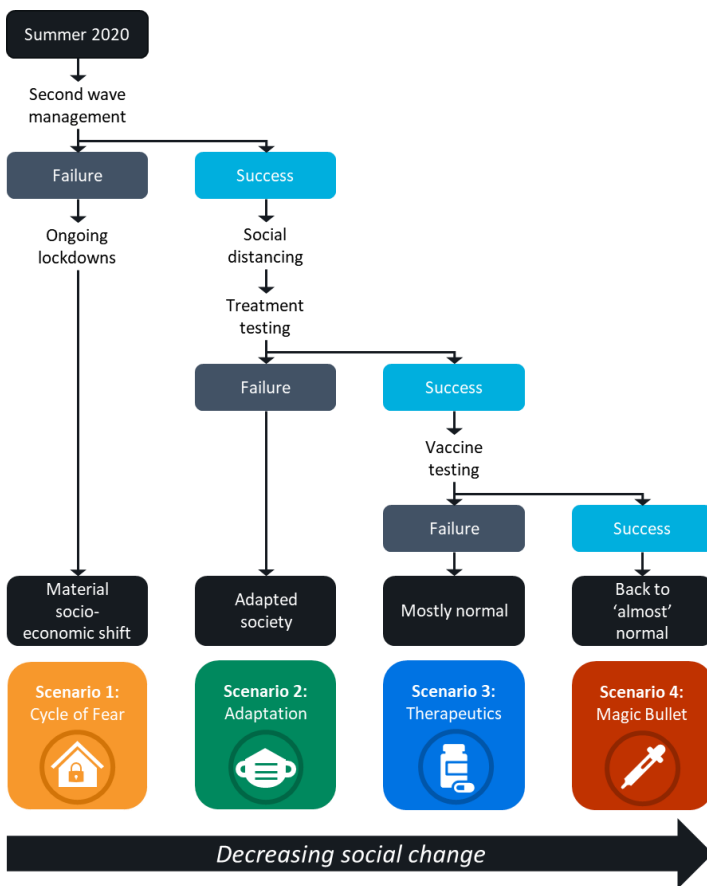 Summer 2020
Second wave
management
Failure
Success
Ongoing
lockdowns
Social
distancing
Treatment
testing
Failure
Success
Vaccine
testing
Failure
Success
Material
socio-
economic shift
Adapted
society
Mostly normal
Back to
‘almost’
normal
Scenario 1:
Cycle of Fear
Scenario 2:
Adaptation
Scenario 3:
Therapeutics
Scenario 4:
Magic Bullet
Decreasing social change